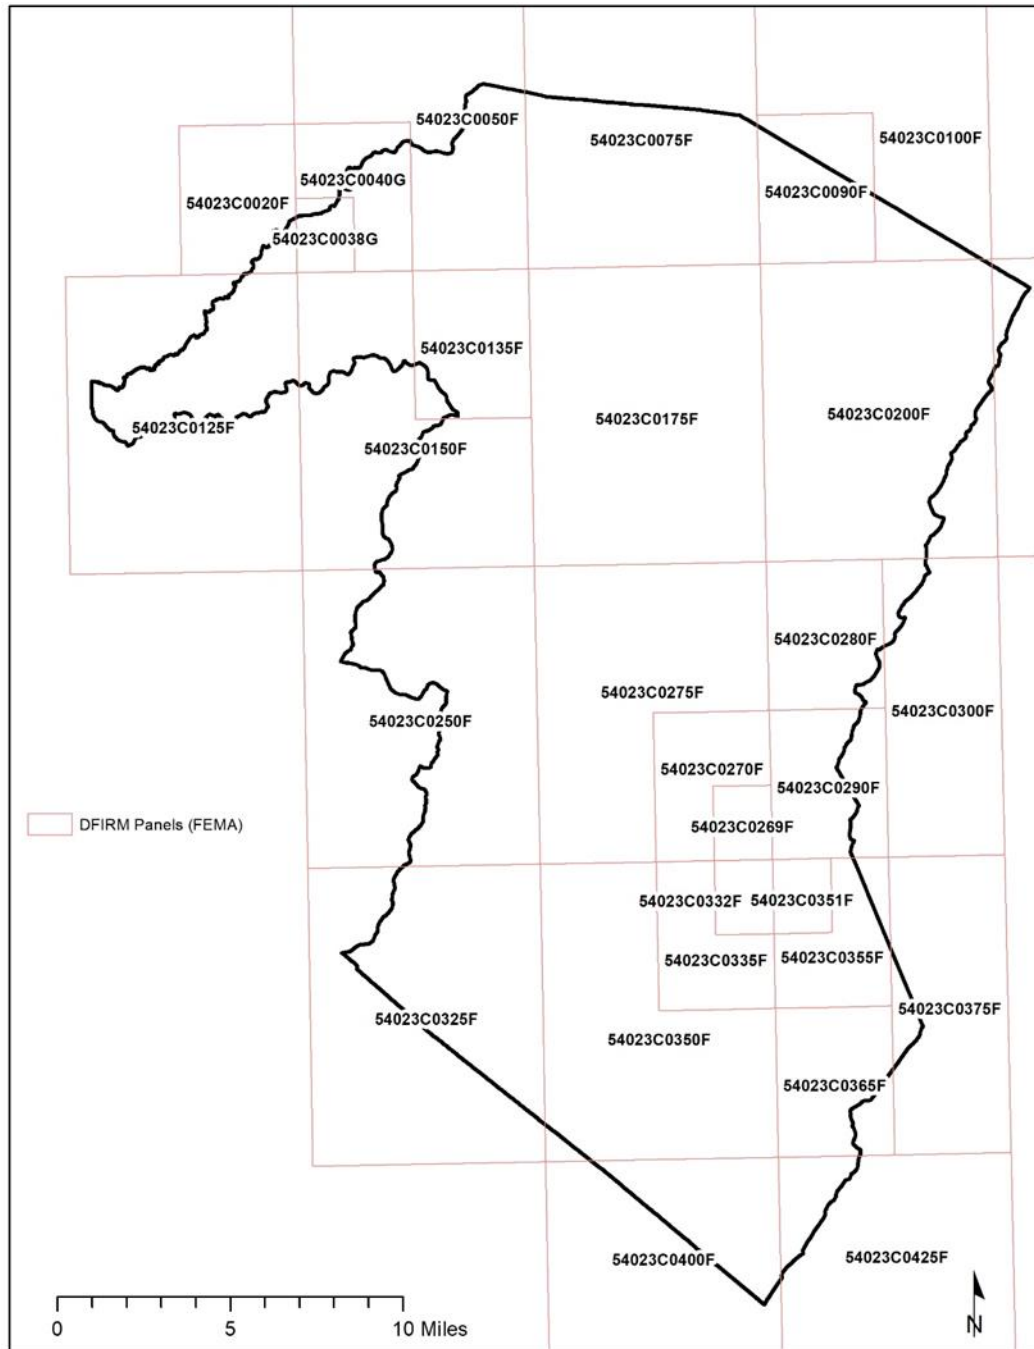 54023C0050F
54023C0075F
54023C0100F
54023C0040G
54023C0090F
54023C0020F
54023C0038G
54023C0135F
54023C0200F
54023C0175F
54023C0125F
54023C0150F
54023C0280F
54023C0275F
54023C0300F
54023C0250F
54023C0270F
54023C0290F
DFIRM Panels (FEMA)
54023C0269F
54023C0332F
54023C0351F
54023C0335F
54023C0355F
54023C0375F
54023C0325F
54023C0350F
54023C0365F
54023C0400F
54023C0425F
0 5 10 Miles
N